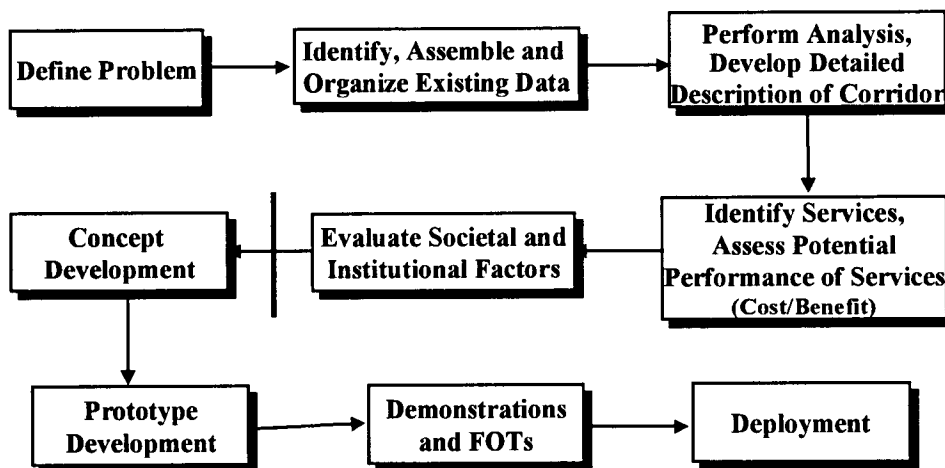 Define Problem
Identify, Assemble and
Organize Existing Data
Perform Analysis,
Develop Detailed
Description of Corridor
Identify Services,
Assess Potential
Performance of Services
(Cost/Benefit)
Evaluate Societal and
Institutional Factors
Concept
Development
Prototype
Development
Demonstrations
and FOTs
Deployment